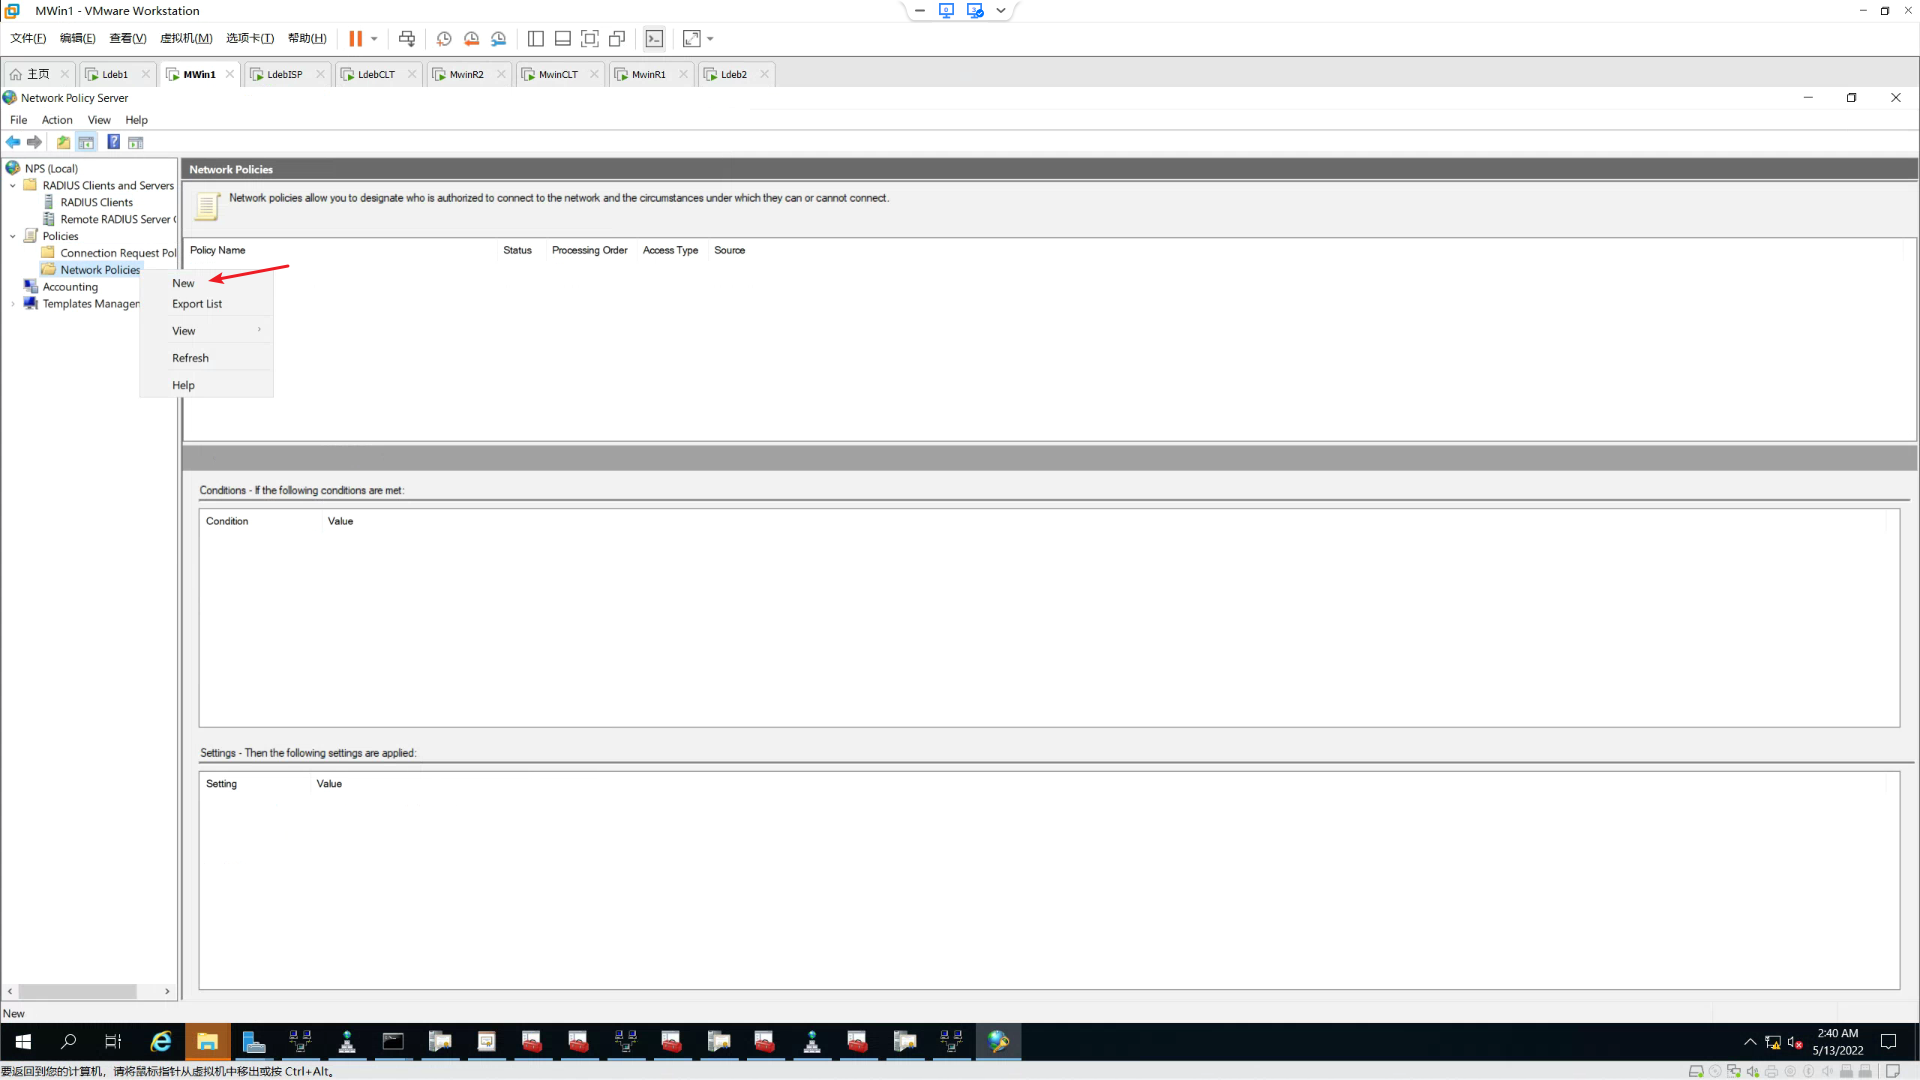 MWin1 - VMware Workstation
文件(F) 编辑(E) 查看(V) 虚拟机(M) 选项卡(T) 帮助(H)
主页 Ldeb1 MWin1 LdebISP LdebCLT MwinR2 MwinCLT MwinR1 Ldeb2
Network Policy Server
File Action View Help
NPS (Local)
RADIUS Clients and Servers
RADIUS Clients
Remote RADIUS Server
Policies
Connection Request Pol
Network Policies
Accounting
Templates Managem
New
Export List
View
Refresh
Help
Network Policies
Network policies allow you to designate who is authorized to connect to the network and the circumstances under which they can or cannot connect.
Policy Name Status Processing Order Access Type Source
Conditions - If the following conditions are met:
Condition Value
Settings - Then the following settings are applied:
Setting Value
New
2:40 AM
5/13/2022
要返回到您的计算机，请将鼠标指针从虚拟机中移出或按 Ctrl+Alt。